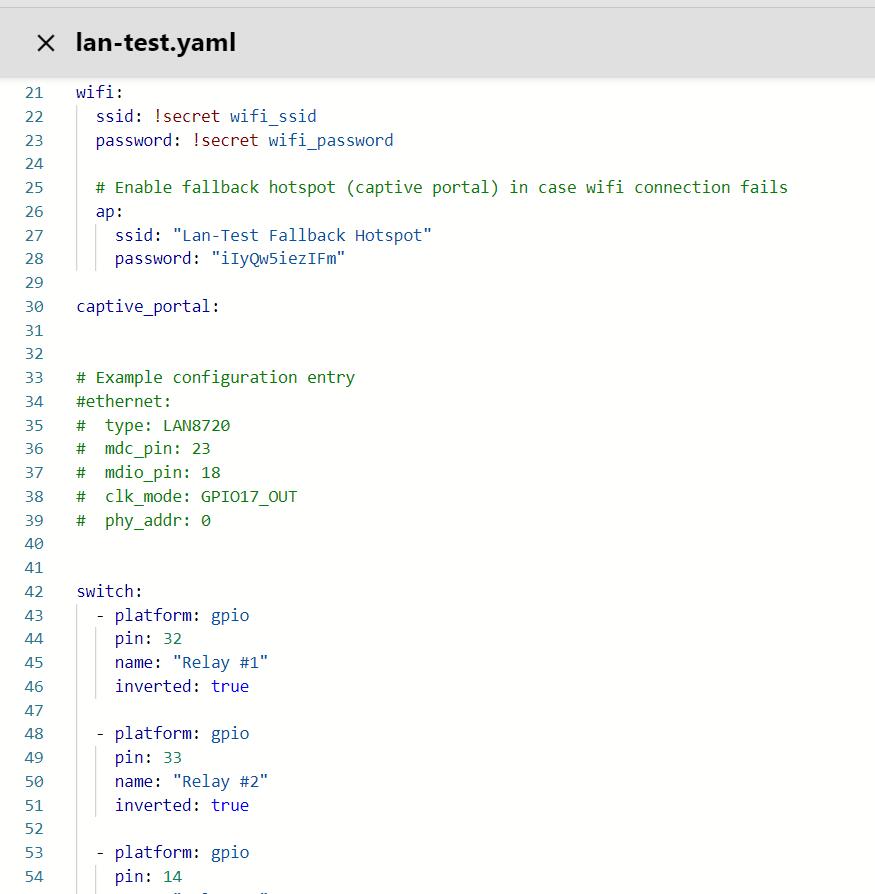 lan-test.yaml
21 wifi:
22 ssid: !secret wifi_ssid
23 password: !secret wifi_password
24
25 # Enable fallback hotspot (captive portal) in case wifi connection fails
26 ap:
27 ssid: "Lan-Test Fallback Hotspot"
28 password: "iIyQw5iezIFm"
29
30 captive_portal:
31
32
33 # Example configuration entry
34 #ethernet:
35 #  type: LAN8720
36 #  mdc_pin: 23
37 #  mdio_pin: 18
38 #  clk_mode: GPIO17_OUT
39 #  phy_addr: 0
40
41
42 switch:
43 - platform: gpio
44 pin: 32
45 name: "Relay #1"
46 inverted: true
47
48 - platform: gpio
49 pin: 33
50 name: "Relay #2"
51 inverted: true
52
53 - platform: gpio
54 pin: 14